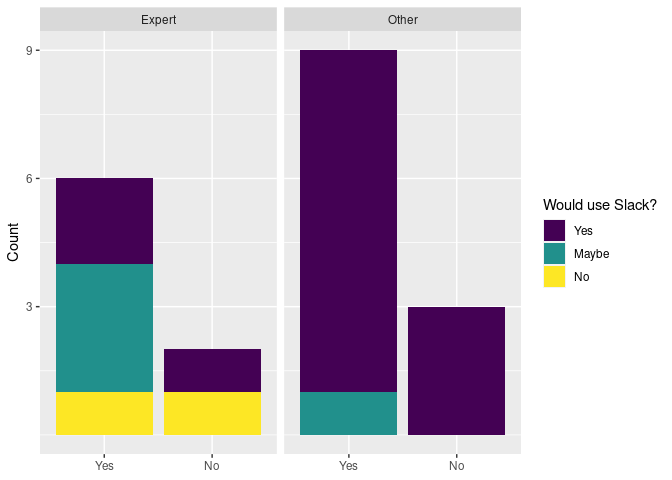 Expert
Other
9
6
3
Count
Yes
No
Yes
No
Would use Slack?
Yes
Maybe
No